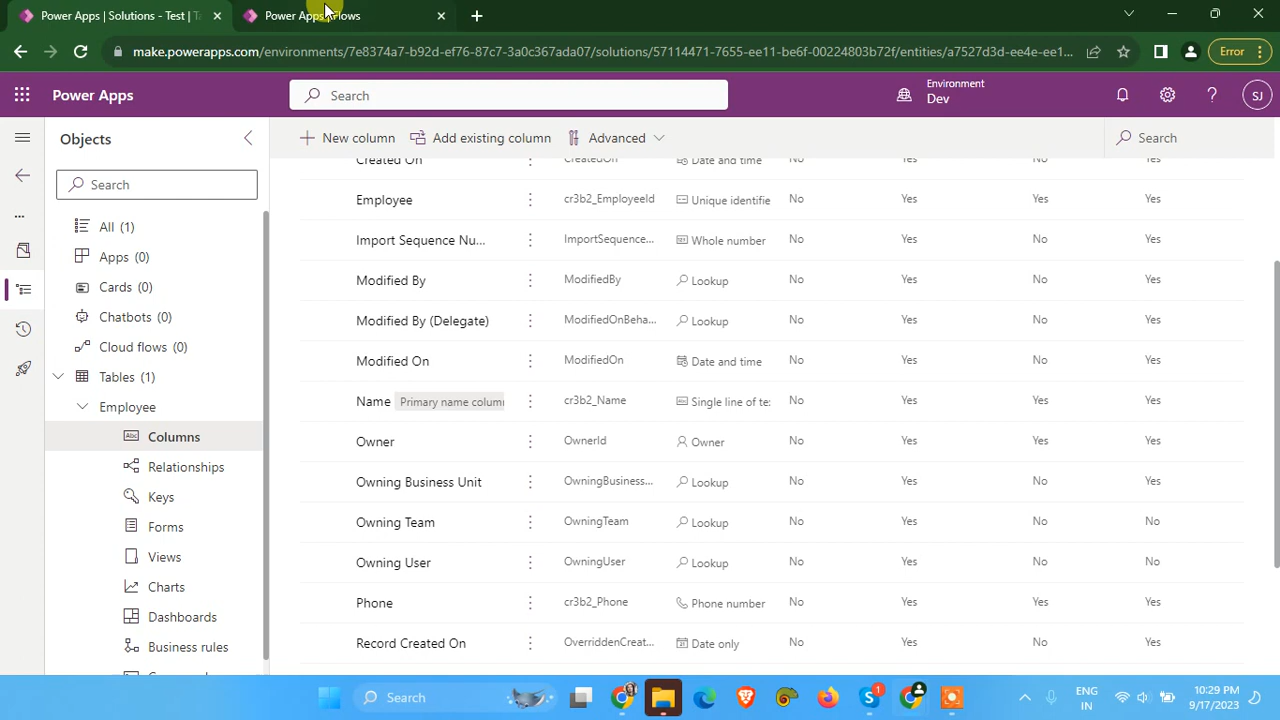 Power Apps | Solutions - Test | T
Power Apps Flows
make.powerapps.com/environments/7e8374a7-b92d-ef76-87c7-3a0c367ada07/solutions/57114471-7655-ee11-be6f-00224803b72f/entities/a7527d3d-ee4e-ee1...
Error
Power Apps
Search
Environment
Dev
SJ
Objects
New column
Add existing column
Advanced
Search
Search
All (1)
Apps (0)
Cards (0)
Chatbots (0)
Cloud flows (0)
Tables (1)
Employee
Columns
Relationships
Keys
Forms
Views
Charts
Dashboards
Business rules
Created On CreatedOn Date and time No Yes No Yes
Employee cr3b2_EmployeeId Unique identifie No Yes Yes Yes
Import Sequence Nu... ImportSequence... Whole number No Yes No Yes
Modified By ModifiedBy Lookup No Yes No Yes
Modified By (Delegate) ModifiedOnBeha... Lookup No Yes No Yes
Modified On ModifiedOn Date and time No Yes No Yes
Name Primary name colum cr3b2_Name Single line of te: No Yes Yes Yes
Owner OwnerId Owner No Yes Yes Yes
Owning Business Unit OwningBusiness... Lookup No Yes No Yes
Owning Team OwningTeam Lookup No Yes No No
Owning User OwningUser Lookup No Yes No No
Phone cr3b2_Phone Phone number No Yes Yes Yes
Record Created On OverriddenCreat... Date only No Yes No Yes
Search
1
ENG
IN
10:29 PM
9/17/2023